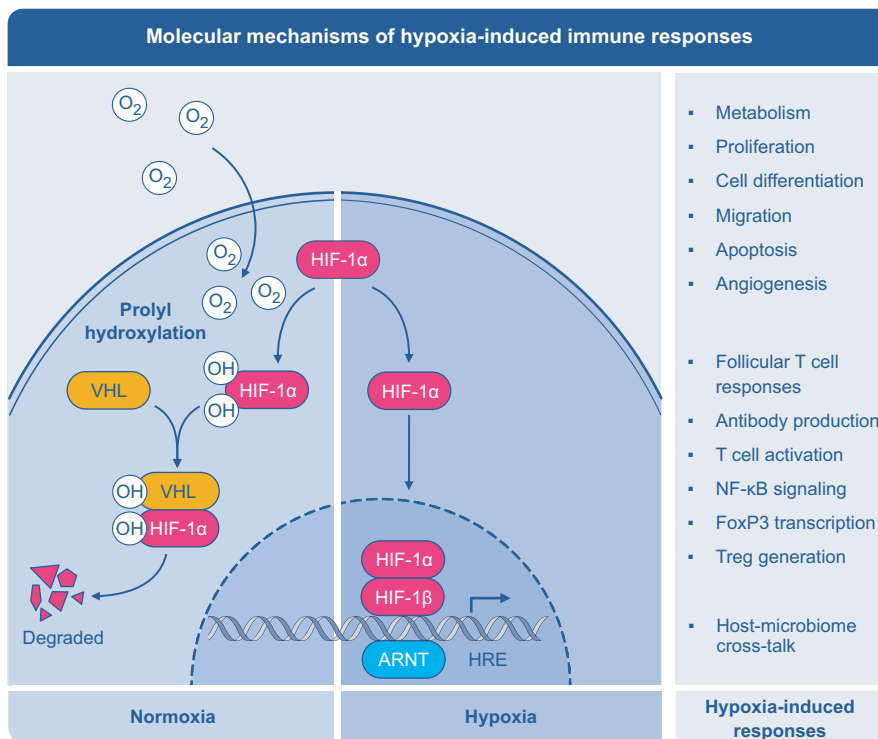 Molecular mechanisms of hypoxia-induced immune responses
O2
O2
O2
O2
O2
O2
HIF-1α
Prolyl
hydroxylation
OH
HIF-1α
OH
VHL
HIF-1α
OH
VHL
OH
HIF-1α
Degraded
HIF-1α
HIF-1β
ARNT
HRE
Normoxia
Hypoxia
▪ Metabolism
▪ Proliferation
▪ Cell differentiation
▪ Migration
▪ Apoptosis
▪ Angiogenesis
▪ Follicular T cell
responses
▪ Antibody production
▪ T cell activation
▪ NF-κB signaling
▪ FoxP3 transcription
▪ Treg generation
▪ Host-microbiome
cross-talk
Hypoxia-induced
responses